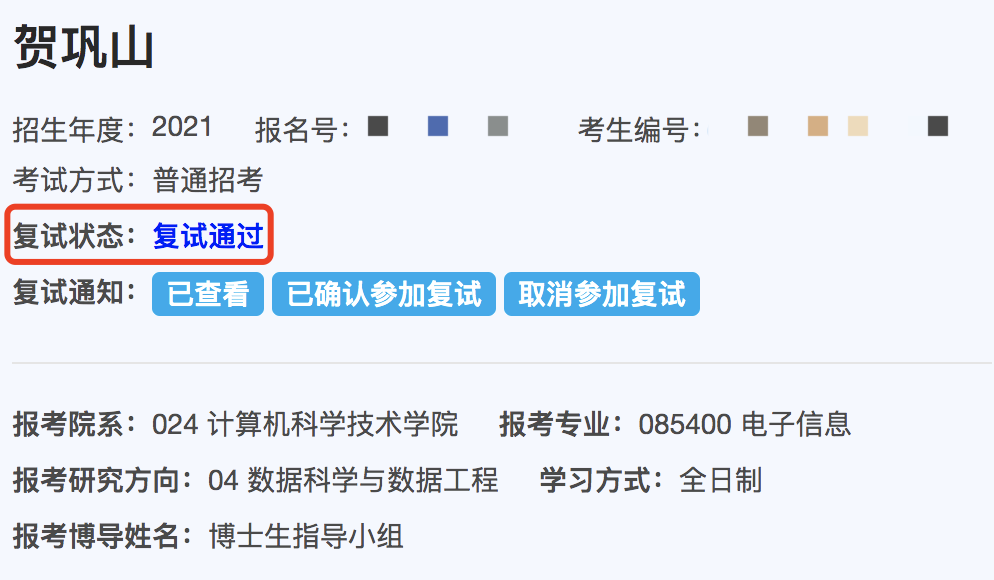 贺巩山
招生年度：2021 报名号： 考生编号：
考试方式：普通招考
复试状态：复试通过
复试通知： 已查看 已确认参加复试 取消参加复试
报考院系：024 计算机科学技术学院 报考专业：085400 电子信息
报考研究方向：04 数据科学与数据工程 学习方式：全日制
报考博导姓名：博士生指导小组